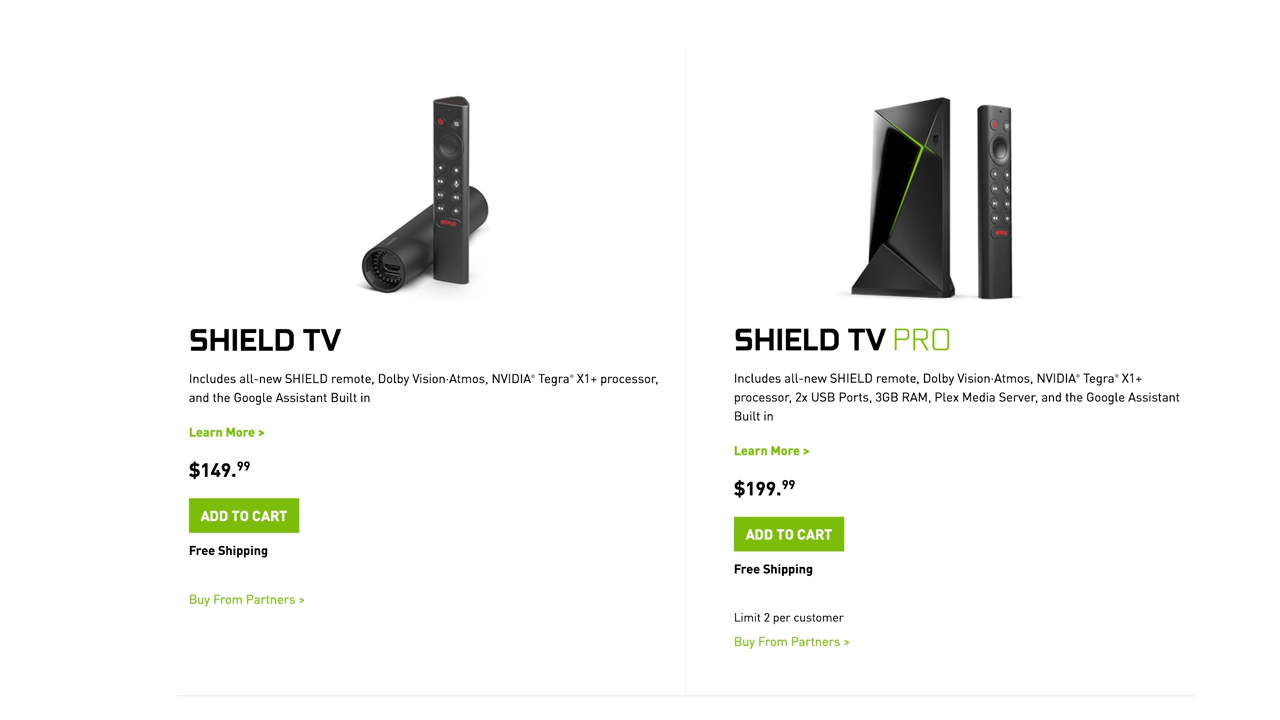 SHIELD TV
Includes all-new SHIELD remote, Dolby Vision·Atmos, NVIDIA® Tegra® X1+ processor,
and the Google Assistant Built in
Learn More >
$149.99
ADD TO CART
Free Shipping
Buy From Partners >
SHIELD TV PRO
Includes all-new SHIELD remote, Dolby Vision·Atmos, NVIDIA® Tegra® X1+
processor, 2x USB Ports, 3GB RAM, Plex Media Server, and the Google Assistant
Built in
Learn More >
$199.99
ADD TO CART
Free Shipping
Limit 2 per customer
Buy From Partners >